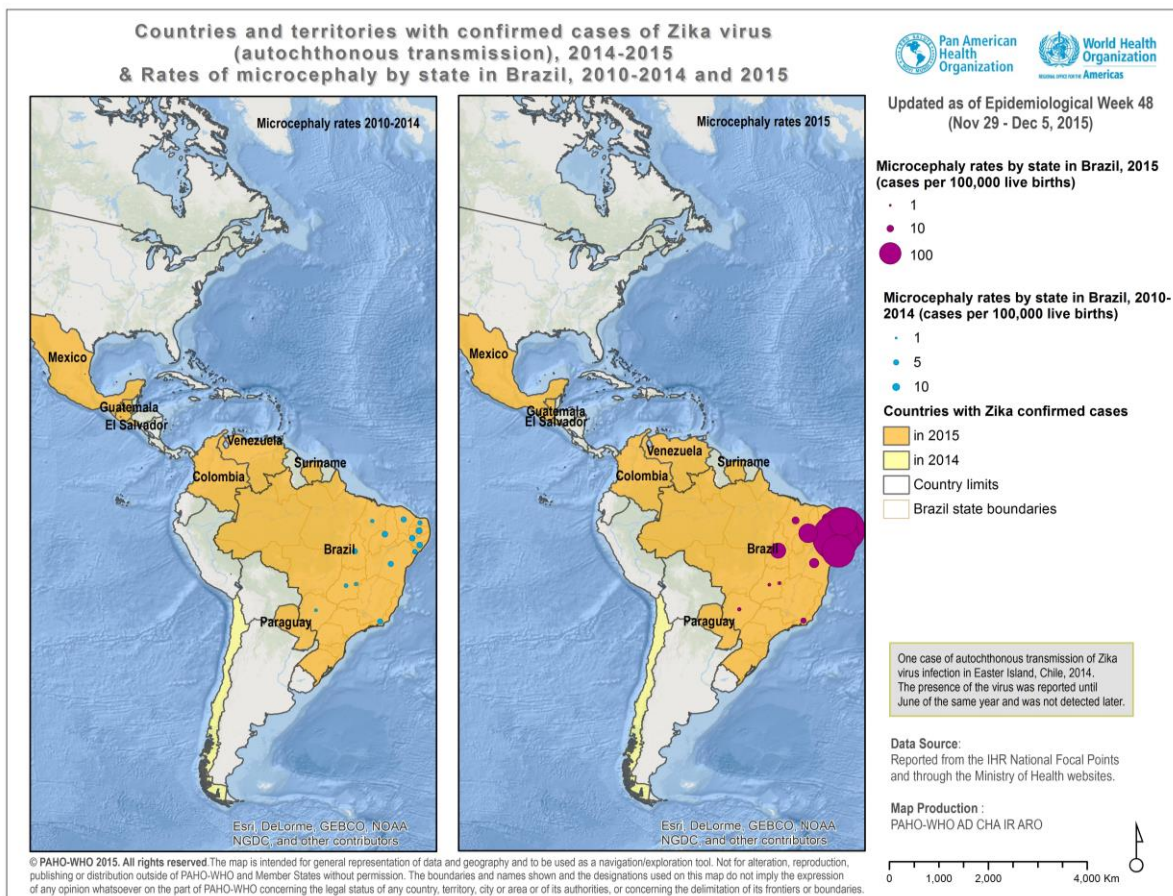 Countries and territories with confirmed cases of Zika virus
(autochthonous transmission), 2014-2015
& Rates of microcephaly by state in Brazil, 2010-2014 and 2015
Pan American
Health
Organization
World Health
Organization
REGIONAL OFFICE FOR THE Americas
Updated as of Epidemiological Week 48
(Nov 29 - Dec 5, 2015)
Microcephaly rates 2010-2014
Mexico
Guatemala
El Salvador
Venezuela
Colombia
Suriname
Brazil
Paraguay
Esri, DeLorme, GEBCO, NOAA
NGDC, and other contributors
Microcephaly rates 2015
Mexico
Guatemala
El Salvador
Venezuela
Colombia
Suriname
Brazil
Paraguay
Esri, DeLorme, GEBCO, NOAA
NGDC, and other contributors
Microcephaly rates by state in Brazil, 2015
(cases per 100,000 live births)
1
10
100
Microcephaly rates by state in Brazil, 2010-
2014 (cases per 100,000 live births)
1
5
10
Countries with Zika confirmed cases
in 2015
in 2014
Country limits
Brazil state boundaries
One case of autochthonous transmission of Zika
virus infection in Easter Island, Chile, 2014.
The presence of the virus was reported until
June of the same year and was not detected later.
Data Source:
Reported from the IHR National Focal Points
and through the Ministry of Health websites.
Map Production :
PAHO-WHO AD CHA IR ARO
0 1,000 2,000 4,000 Km
© PAHO-WHO 2015. All rights reserved.The map is intended for general representation of data and geography and to be used as a navigation/exploration tool. Not for alteration, reproduction,
publishing or distribution outside of PAHO-WHO and Member States without permission. The boundaries and names shown and the designations used on this map do not imply the expression
of any opinion whatsoever on the part of PAHO-WHO concerning the legal status of any country, territory, city or area or of its authorities, or concerning the delimitation of its frontiers or boundaries.